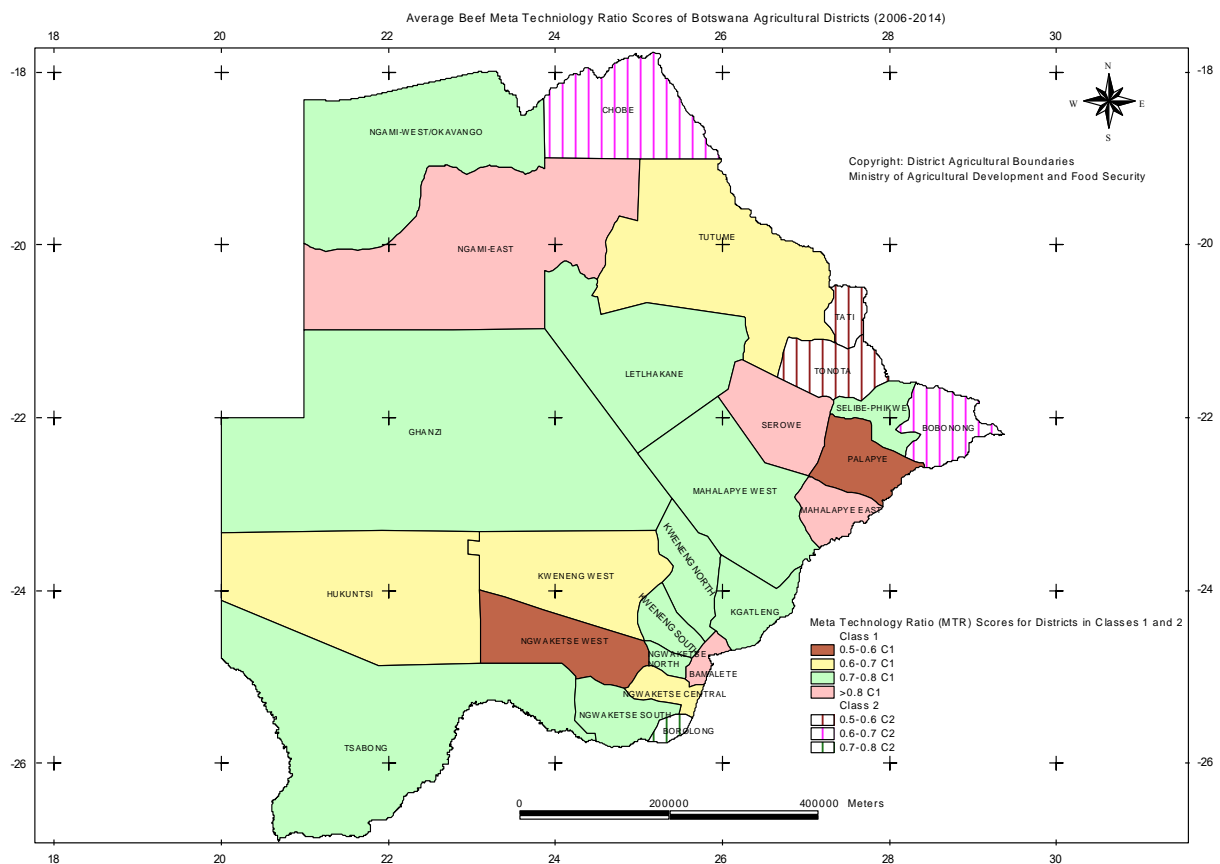 Average Beef Meta Techniology Ratio Scores of Botswana Agricultural Districts (2006-2014)
18 20 22 24 26 28 30
-18 -18
N
W E
S
CHOBE
NGAMI-WEST/OKAVANGO
Copyright: District Agricultural Boundaries
Ministry of Agricultural Development and Food Security
TUTUME
-20 -20
NGAMI-EAST
TATI
TONOTA
LETLHAKANE
SELIBE-PHIKWE
-22 -22
SEROWE
BOBONONG
GHANZI
PALAPYE
MAHALAPYE WEST
MAHALAPYE EAST
KWENENG NORTH
KWENENG WEST
-24 -24
HUKUNTSI
KGATLENG
KWENENG SOUTH
NGWAKETSE WEST
NGWAKETSE
NORTH
BAMALETE
NGWAKETSE CENTRAL
NGWAKETSE SOUTH
BOROLONG
TSABONG
-26 -26
Meta Technology Ratio (MTR) Scores for Districts in Classes 1 and 2
Class 1
0.5-0.6 C1
0.6-0.7 C1
0.7-0.8 C1
>0.8 C1
Class 2
0.5-0.6 C2
0.6-0.7 C2
0.7-0.8 C2
0 200000 400000 Meters
18 20 22 24 26 28 30